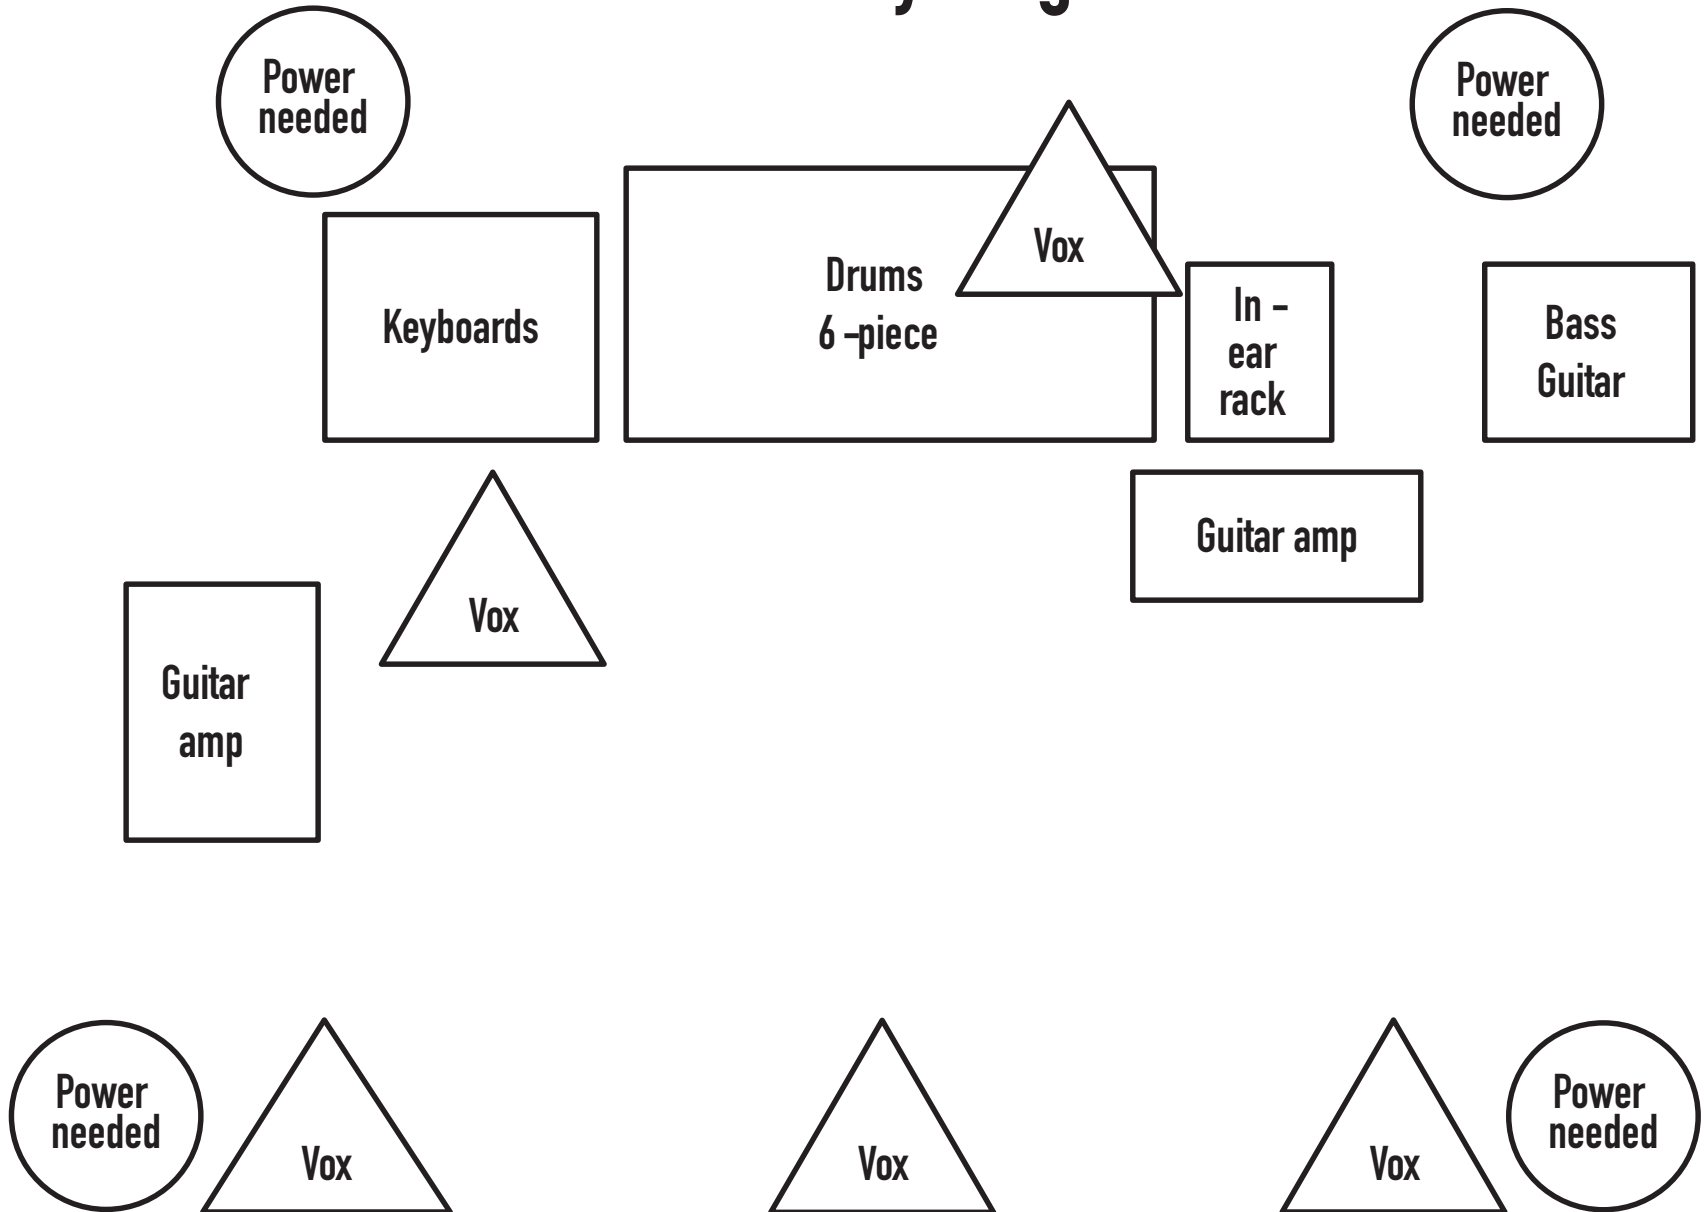 Power
needed
Power
needed
Vox
Drums
6 -piece
Keyboards
In -
ear
rack
Bass
Guitar
Guitar amp
Vox
Guitar
amp
Power
needed
Vox
Vox
Vox
Power
needed